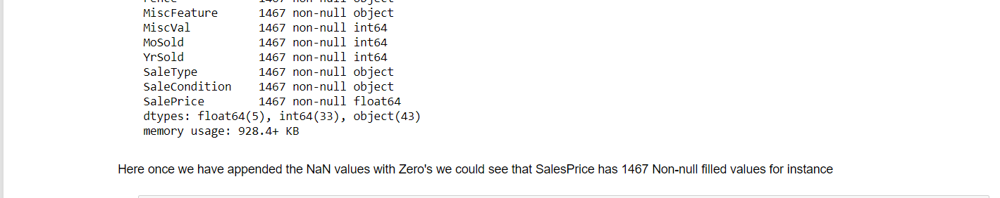 MiscFeature 1467 non-null object
MiscVal 1467 non-null int64
MoSold 1467 non-null int64
YrSold 1467 non-null int64
SaleType 1467 non-null object
SaleCondition 1467 non-null object
SalePrice 1467 non-null float64
dtypes: float64(5), int64(33), object(43)
memory usage: 928.4+ KB
Here once we have appended the NaN values with Zero's we could see that SalesPrice has 1467 Non-null filled values for instance